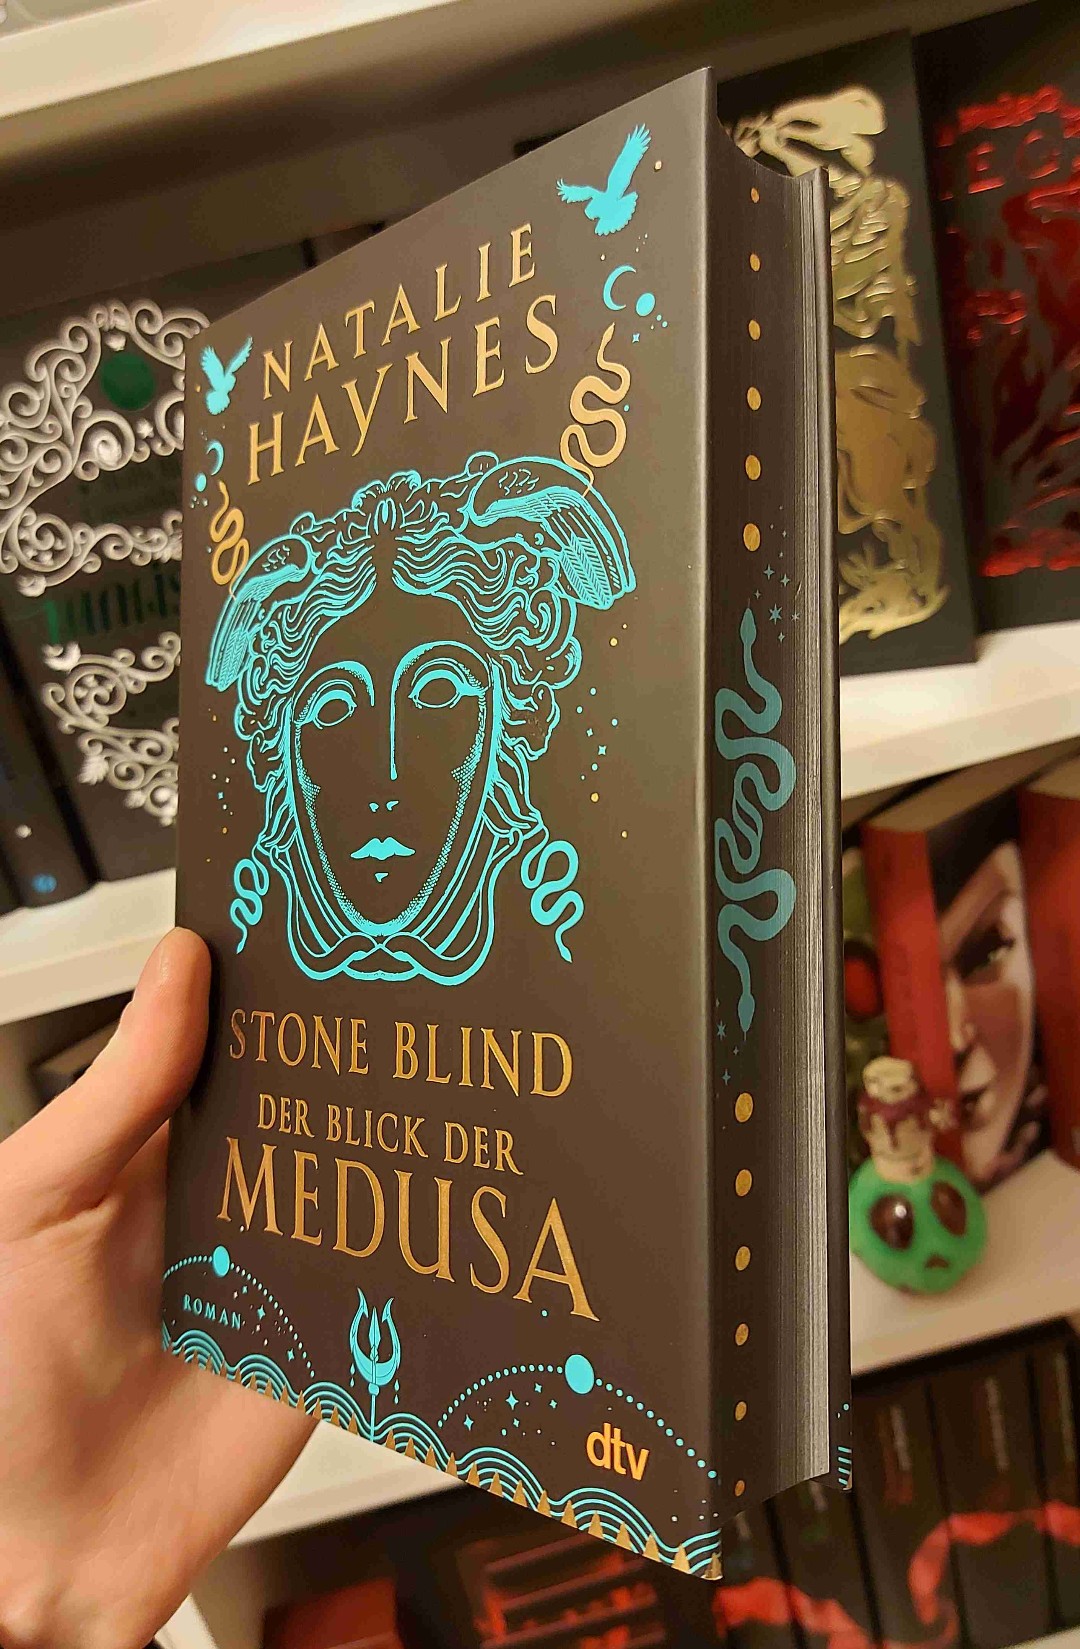 NATALIE
HAYNES
STONE BLIND
DER BLICK DER
MEDUSA
ROMAN
dtv